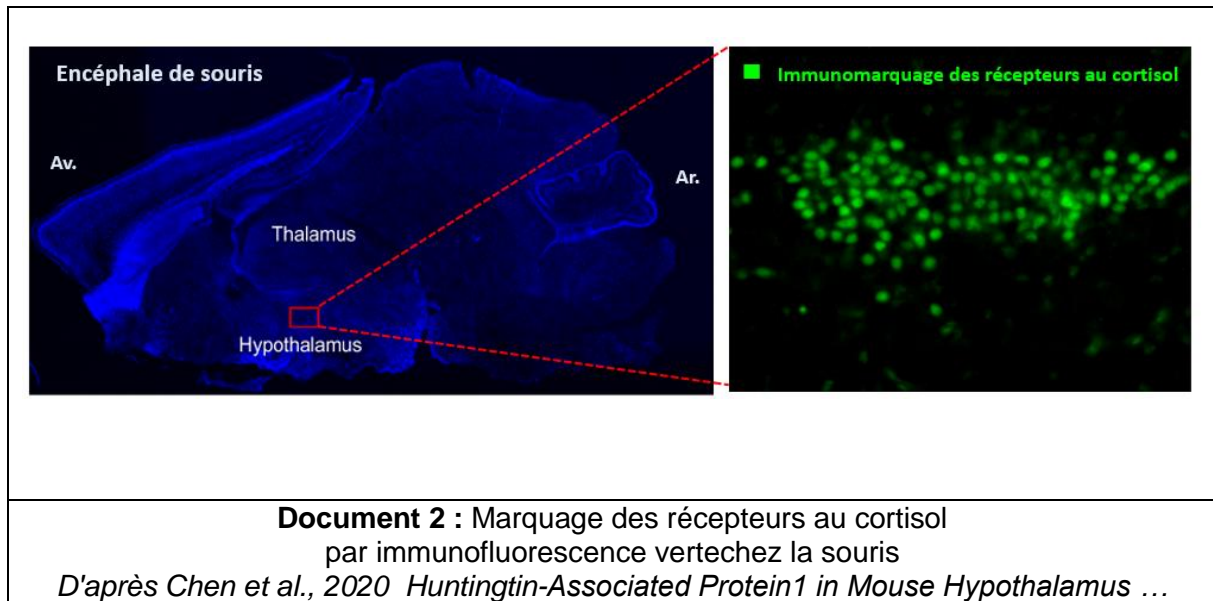 Encéphale de souris
Immunomarquage des récepteurs au cortisol
Av.
Ar.
Thalamus
Hypothalamus
Document 2 : Marquage des récepteurs au cortisol
par immunofluorescence vertechez la souris
D'après Chen et al., 2020 Huntingtin-Associated Protein1 in Mouse Hypothalamus …